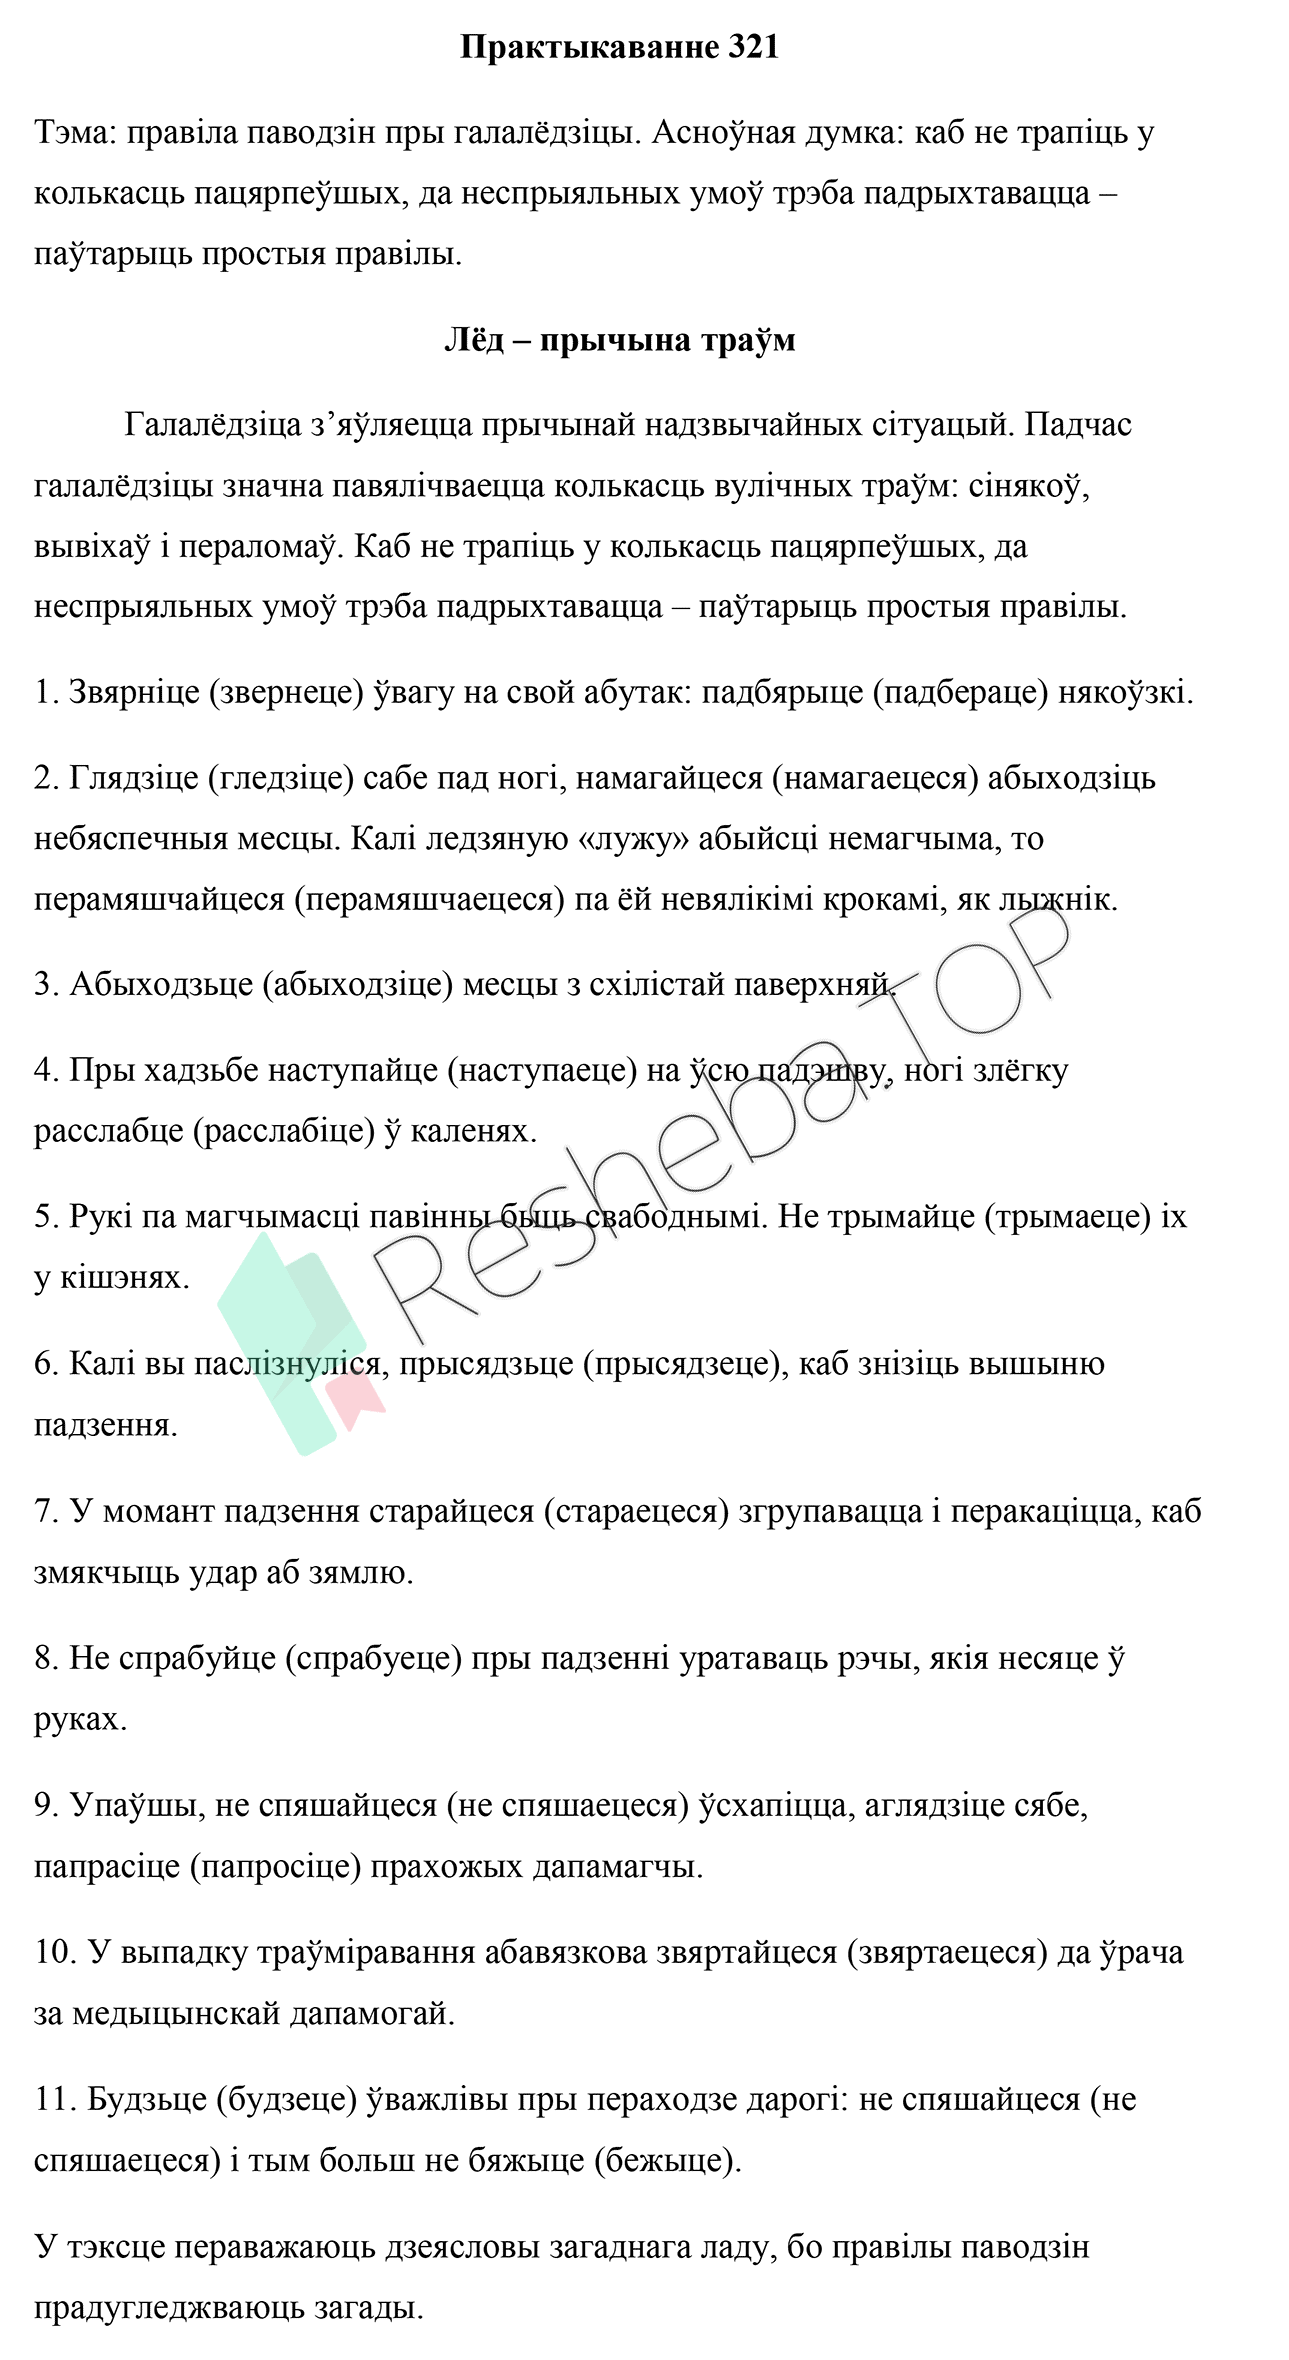 Практыкаванне 321
Тэма: правіла паводзін пры галалёдзіцы. Асноўная думка: каб не трапіць у
колькасць пацярпеўшых, да неспрыяльных умоў трэба падрыхтавацца –
паўтарыць простыя правілы.
Лёд – прычына траўм
Галалёдзіца з’яўляецца прычынай надзвычайных сітуацый. Падчас
галалёдзіцы значна павялічваецца колькасць вулічных траўм: сінякоў,
вывіхаў і пераломаў. Каб не трапіць у колькасць пацярпеўшых, да
неспрыяльных умоў трэба падрыхтавацца – паўтарыць простыя правілы.
1. Звярніце (звернеце) ўвагу на свой абутак: падбярыце (падбераце) някоўзкі.
2. Глядзіце (гледзіце) сабе пад ногі, намагайцеся (намагаецеся) абыходзіць
небяспечныя месцы. Калі ледзяную «лужу» абыйсці немагчыма, то
перамяшчайцеся (перамяшчаецеся) па ёй невялікімі крокамі, як лыжнік.
3. Абыходзьце (абыходзіце) месцы з схілістай паверхняй.
4. Пры хадзьбе наступайце (наступаеце) на ўсю падэшву, ногі злёгку
расслабце (расслабіце) ў каленях.
5. Рукі па магчымасці павінны быць свабоднымі. Не трымайце (трымаеце) іх
у кішэнях.
6. Калі вы паслізнуліся, прысядзьце (прысядзеце), каб знізіць вышыню
падзення.
7. У момант падзення старайцеся (стараецеся) згрупавацца і перакаціцца, каб
змякчыць удар аб зямлю.
8. Не спрабуйце (спрабуеце) пры падзенні уратаваць рэчы, якія несяце ў
руках.
9. Упаўшы, не спяшайцеся (не спяшаецеся) ўсхапіцца, аглядзіце сябе,
папрасіце (папросіце) прахожых дапамагчы.
10. У выпадку траўміравання абавязкова звяртайцеся (звяртаецеся) да ўрача
за медыцынскай дапамогай.
11. Будзьце (будзеце) ўважлівы пры пераходзе дарогі: не спяшайцеся (не
спяшаецеся) і тым больш не бяжыце (бежыце).
У тэксце пераважаюць дзеясловы загаднага ладу, бо правілы паводзін
прадугледжваюць загады.
Resheba.TOP